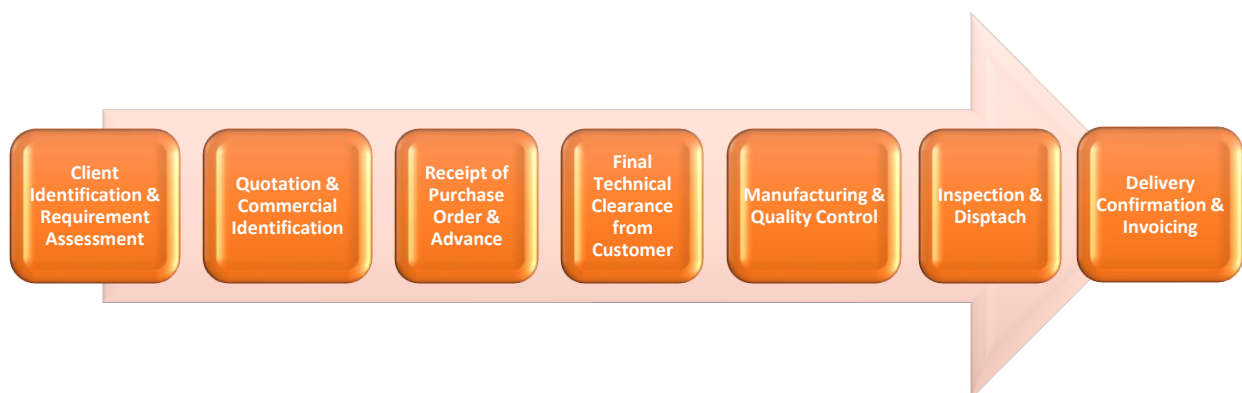 Client
Identification &
Requirement
Assessment
Quotation &
Commercial
Identification
Receipt of
Purchase
Order &
Advance
Final
Technical
Clearance
from
Customer
Manufacturing &
Quality Control
Inspection &
Disptach
Delivery
Confirmation &
Invoicing